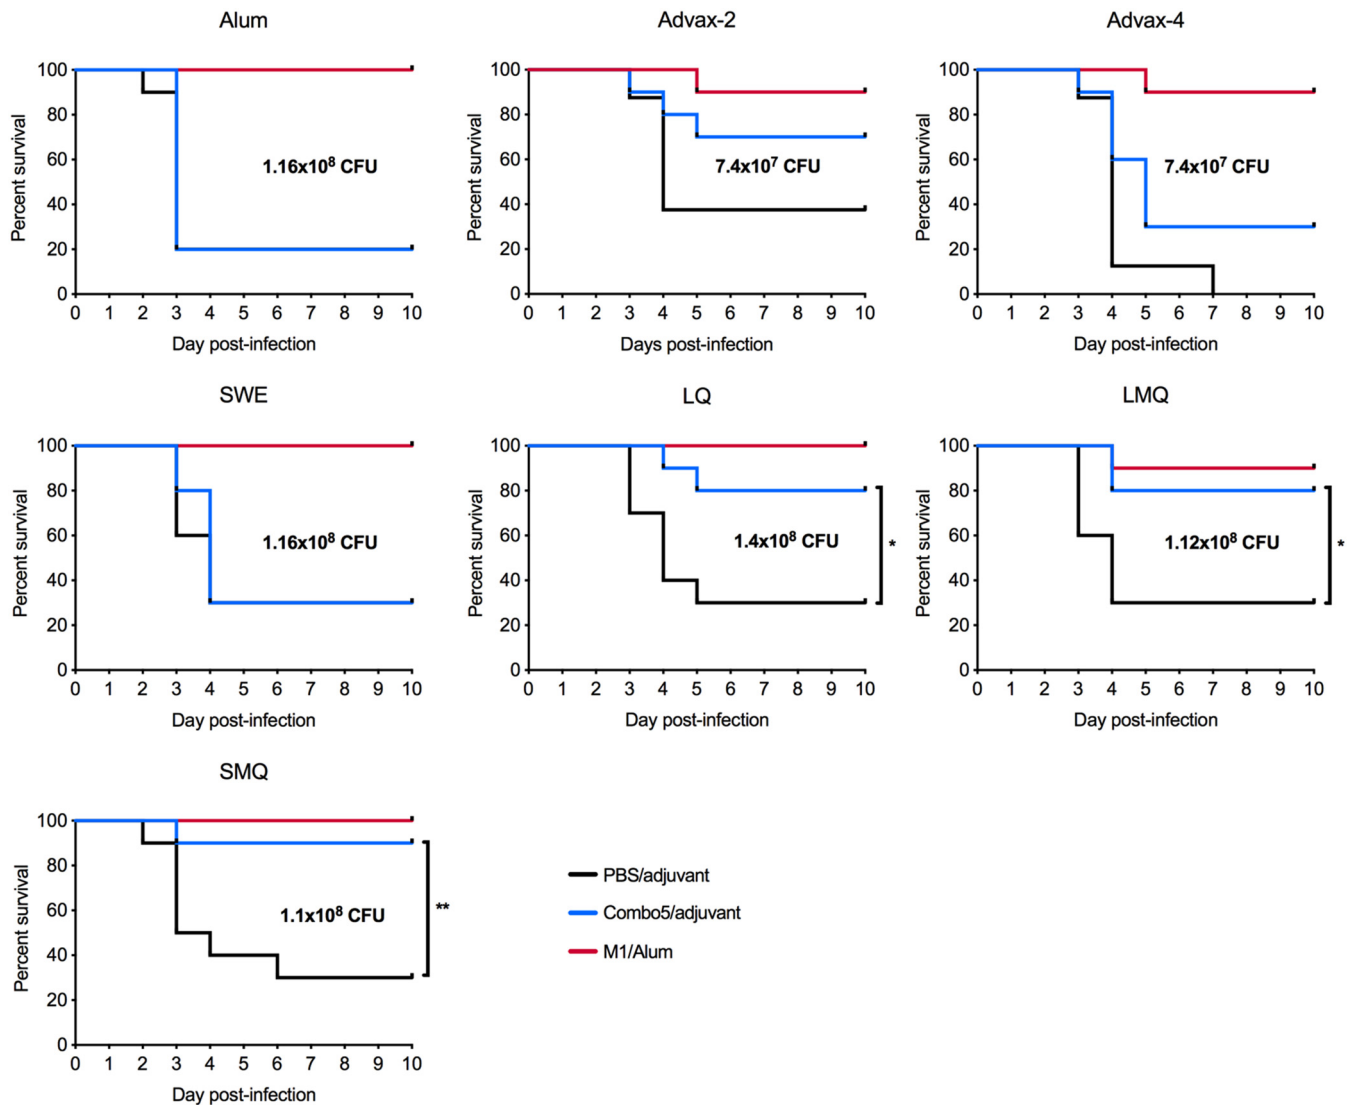 Alum
Advax-2
Advax-4
Percent survival
100
80
60
40
20
0
1.16x10⁸ CFU
0 1 2 3 4 5 6 7 8 9 10
Day post-infection
Percent survival
100
80
60
40
20
0
7.4x10⁷ CFU
0 1 2 3 4 5 6 7 8 9 10
Days post-infection
Percent survival
100
80
60
40
20
0
7.4x10⁷ CFU
0 1 2 3 4 5 6 7 8 9 10
Day post-infection
SWE
LQ
LMQ
Percent survival
100
80
60
40
20
0
1.16x10⁸ CFU
0 1 2 3 4 5 6 7 8 9 10
Day post-infection
Percent survival
100
80
60
40
20
0
1.4x10⁸ CFU
*
0 1 2 3 4 5 6 7 8 9 10
Day post-infection
Percent survival
100
80
60
40
20
0
1.12x10⁸ CFU
*
0 1 2 3 4 5 6 7 8 9 10
Day post-infection
SMQ
Percent survival
100
80
60
40
20
0
1.1x10⁸ CFU
**
0 1 2 3 4 5 6 7 8 9 10
Day post-infection
PBS/adjuvant
Combo5/adjuvant
M1/Alum